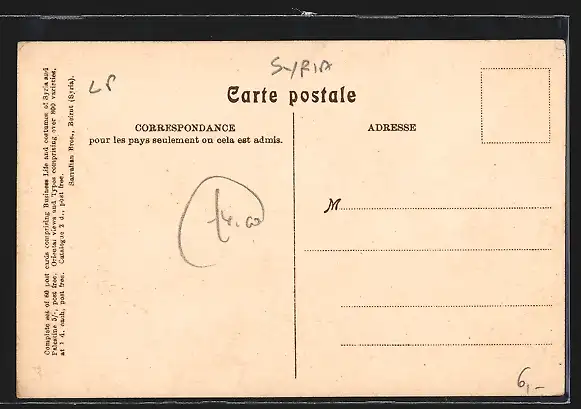 SYRIA
LP
Carte postale
CORRESPONDANCE
pour les pays seulement ou cela est admis.
ADRESSE
M
6,-
Complete set of 60 post cards comprising Business Life and costumes of Syria and
Palestine 5/, post free. Oriental views and Types comprising over 800 varieties,
at 1 d. each, post free. Catalogue 2 d., post free.
Sarrafian Bros., Beirut (Syria).